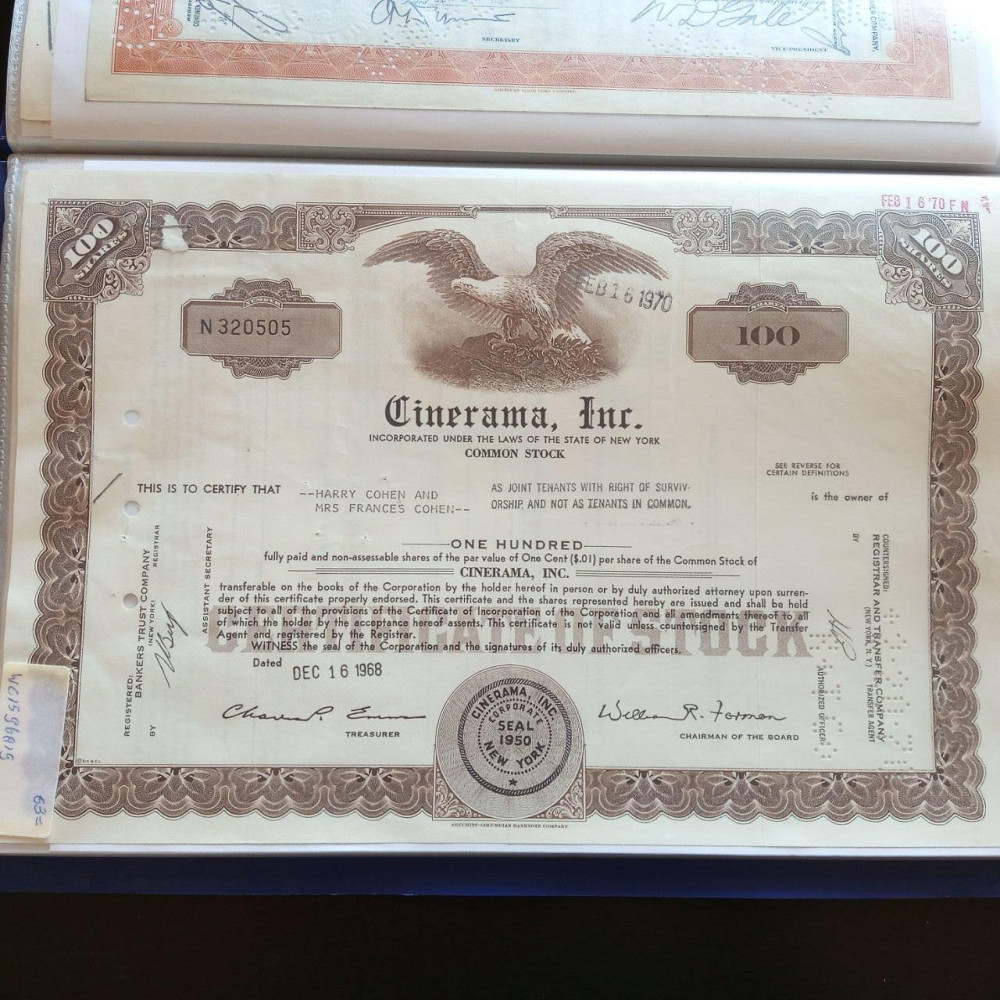 SECRETARY
VICE-PRESIDENT
FEB 16 '70 F N
100
SHARES
100
SHARES
FEB 16 1970
NUMBER
N 320505
SHARES
100
Cinerama, Inc.
INCORPORATED UNDER THE LAWS OF THE STATE OF NEW YORK
COMMON STOCK
SEE REVERSE FOR
CERTAIN DEFINITIONS
THIS IS TO CERTIFY THAT
--HARRY COHEN AND
MRS FRANCES COHEN--
AS JOINT TENANTS WITH RIGHT OF SURVIV-
ORSHIP, AND NOT AS TENANTS IN COMMON.
is the owner of
ONE HUNDRED
fully paid and non-assessable shares of the par value of One Cent ($.01) per share of the Common Stock of
CINERAMA, INC.
transferable on the books of the Corporation by the holder hereof in person or by duly authorized attorney upon surren-
der of this certificate properly endorsed. This certificate and the shares represented hereby are issued and shall be held
subject to all of the provisions of the Certificate of Incorporation of the Corporation and all amendments thereof to all
of which the holder by the acceptance hereof assents. This certificate is not valid unless countersigned by the Transfer
Agent and registered by the Registrar.
WITNESS the seal of the Corporation and the signatures of its duly authorized officers.
Dated
DEC 16 1968
TREASURER
CINERAMA, INC.
CORPORATE
SEAL
1950
NEW YORK
William R. Forman
CHAIRMAN OF THE BOARD
REGISTERED:
BANKERS TRUST COMPANY
(NEW YORK)
REGISTRAR
BY
ASSISTANT SECRETARY
COUNTERSIGNED:
REGISTRAR AND TRANSFER COMPANY
(NEW YORK, N. Y.)
TRANSFER AGENT
BY
AUTHORIZED OFFICER
SECURITY-COLUMBIAN BANKNOTE COMPANY